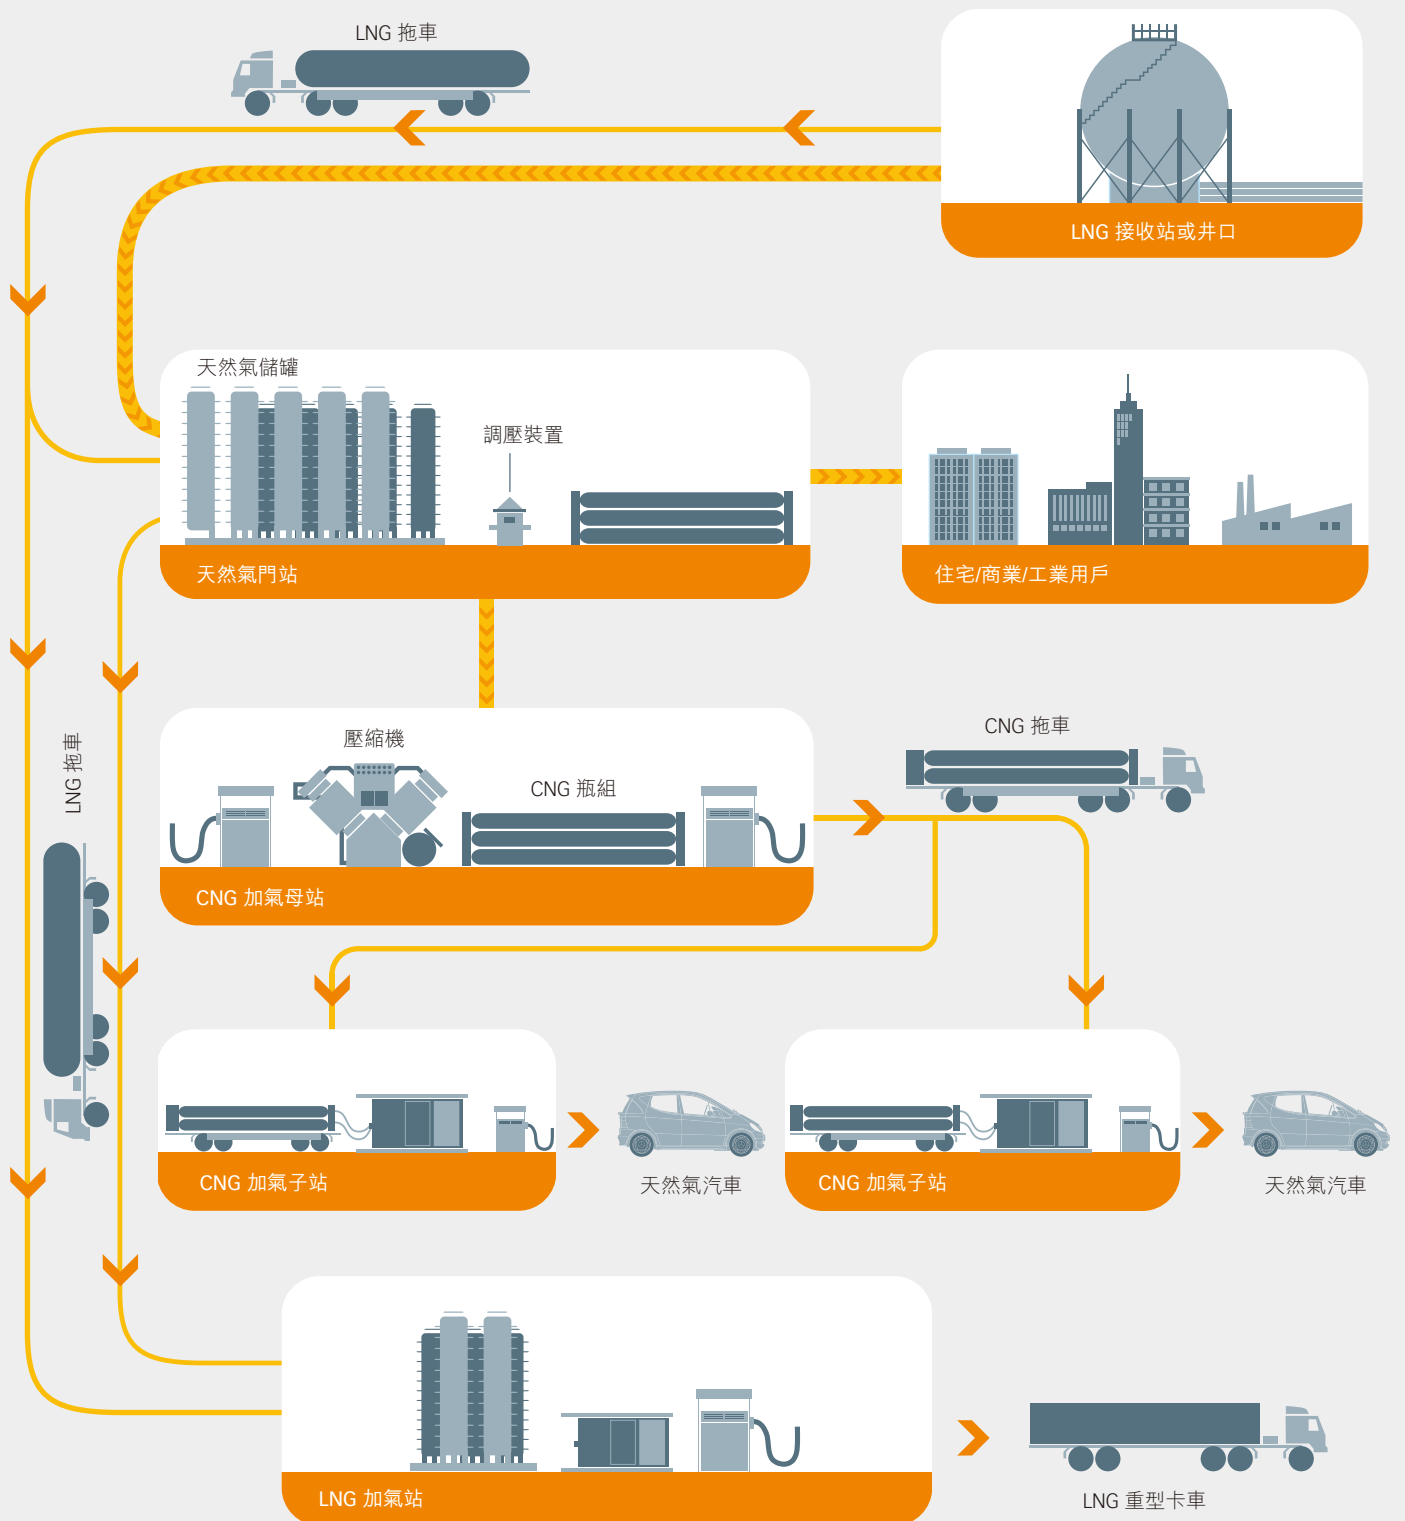 LNG 拖車
LNG 接收站或井口
天然氣儲罐
調壓裝置
天然氣門站
住宅/商業/工業用戶
LNG 拖車
壓縮機
CNG 瓶組
CNG 拖車
CNG 加氣母站
CNG 加氣子站
天然氣汽車
CNG 加氣子站
天然氣汽車
LNG 加氣站
LNG 重型卡車